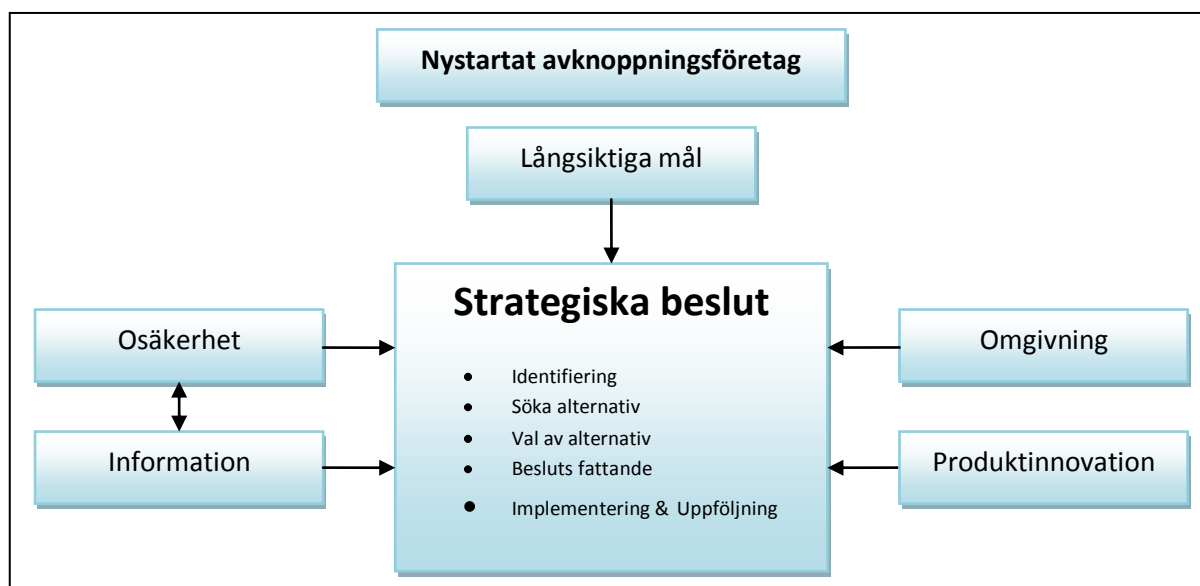 Nystartat avknoppningsföretag
Långsiktiga mål
Strategiska beslut
Osäkerhet
Information
• Identifiering
• Söka alternativ
• Val av alternativ
• Besluts fattande
• Implementering & Uppföljning
Omgivning
Produktinnovation